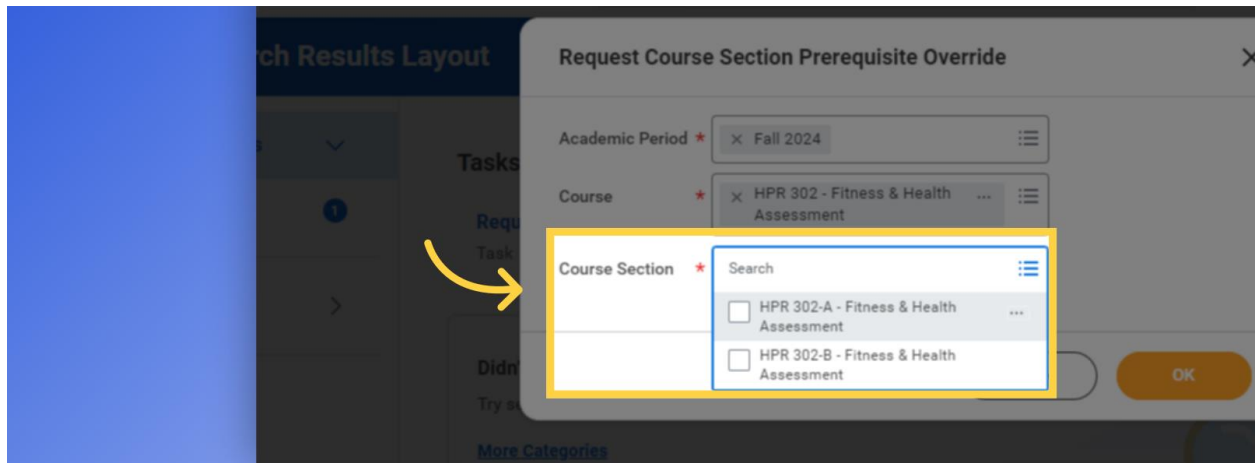 rch Results Layout
Request Course Section Prerequisite Override
Academic Period * × Fall 2024
Course * × HPR 302 - Fitness & Health ...
Assessment
Tasks
Requ
Task
1
Course Section * Search
HPR 302-A - Fitness & Health ...
Assessment
HPR 302-B - Fitness & Health
Assessment
Didn'
Try se
OK
More Categories